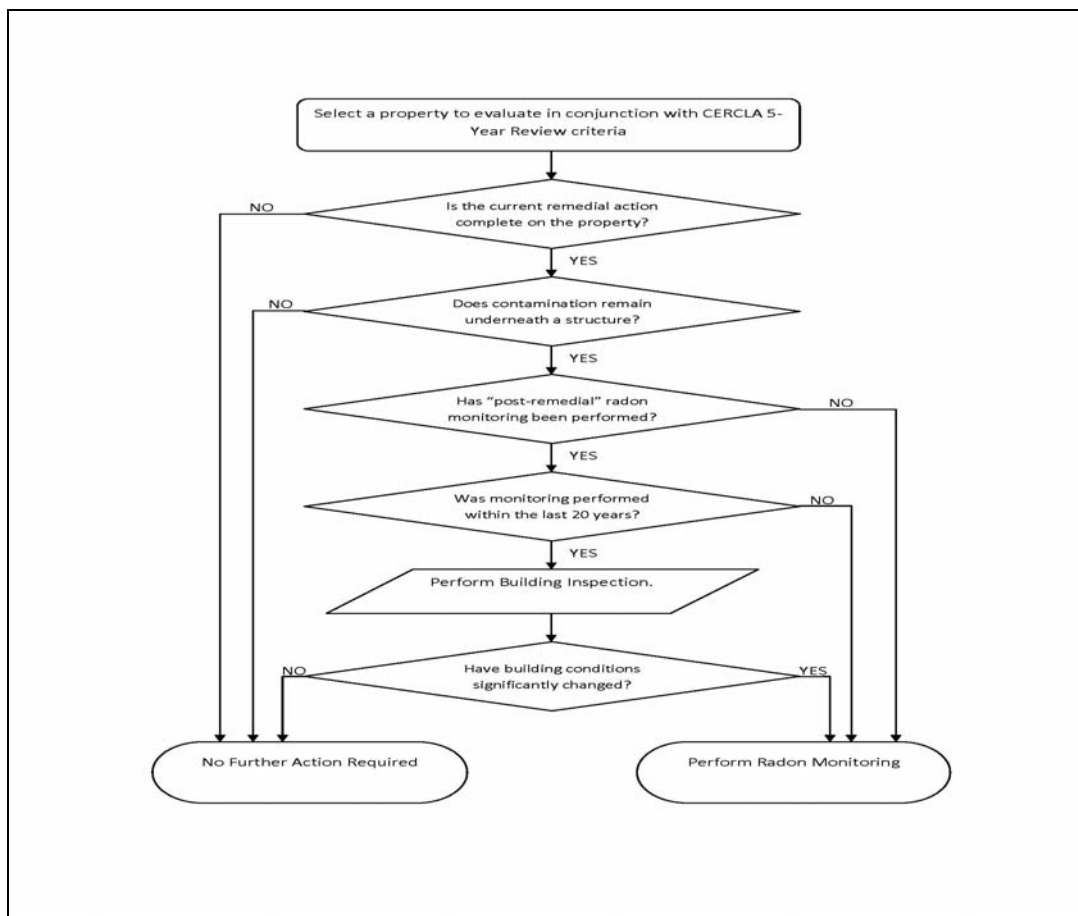 Select a property to evaluate in conjunction with CERCLA 5-
Year Review criteria
NO
Is the current remedial action
complete on the property?
YES
NO
Does contamination remain
underneath a structure?
YES
Has “post-remedial” radon
monitoring been performed?
NO
YES
Was monitoring performed
within the last 20 years?
NO
YES
Perform Building Inspection.
NO
Have building conditions
significantly changed?
YES
No Further Action Required
Perform Radon Monitoring